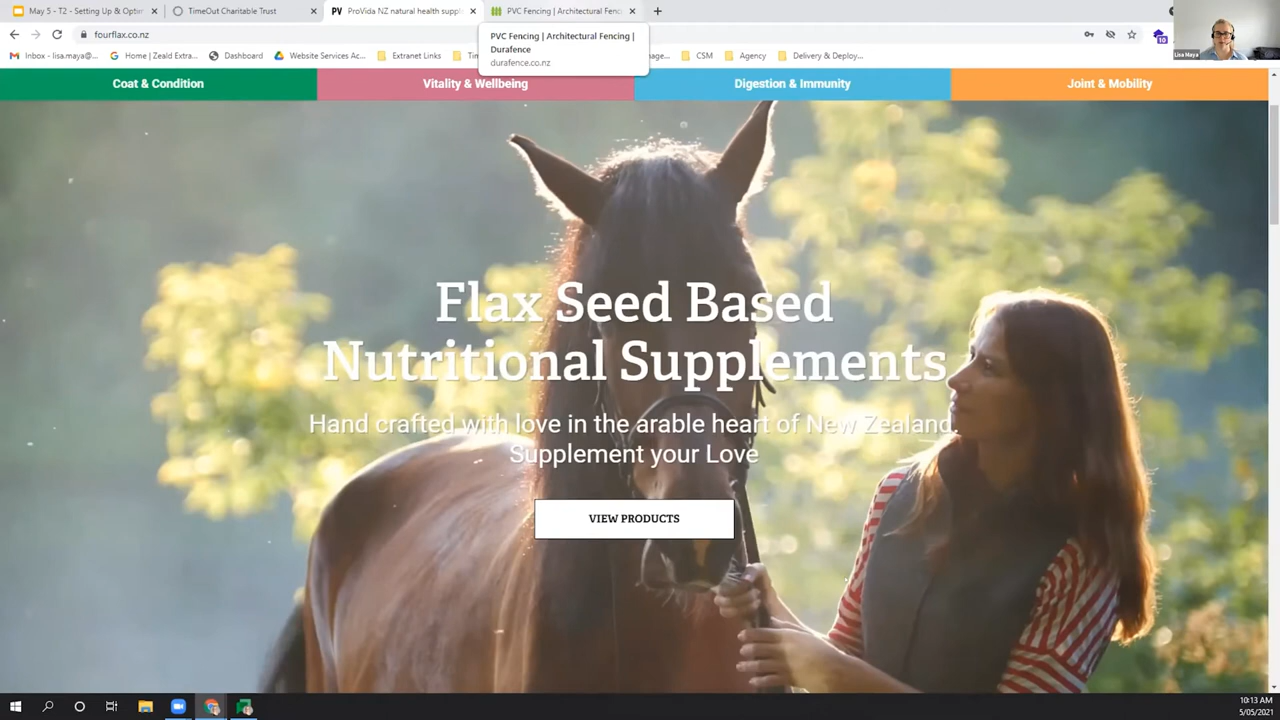 May 5 - T2 - Setting Up & Optim
TimeOut Charitable Trust
PV ProVida NZ natural health suppl
PVC Fencing | Architectural Fenc
fourflax.co.nz
10
Inbox - lisa.maya@...
Home | Zeald Extra...
Dashboard
Website Services Ac...
Extranet Links
Tim
PVC Fencing | Architectural Fencing |
Durafence
durafence.co.nz
nage...
CSM
Agency
Delivery & Deploy...
Lisa Maya
Coat & Condition
Vitality & Wellbeing
Digestion & Immunity
Joint & Mobility
Flax Seed Based
Nutritional Supplements
Hand crafted with love in the arable heart of New Zealand.
Supplement your Love
VIEW PRODUCTS
10:13 AM
5/05/2021